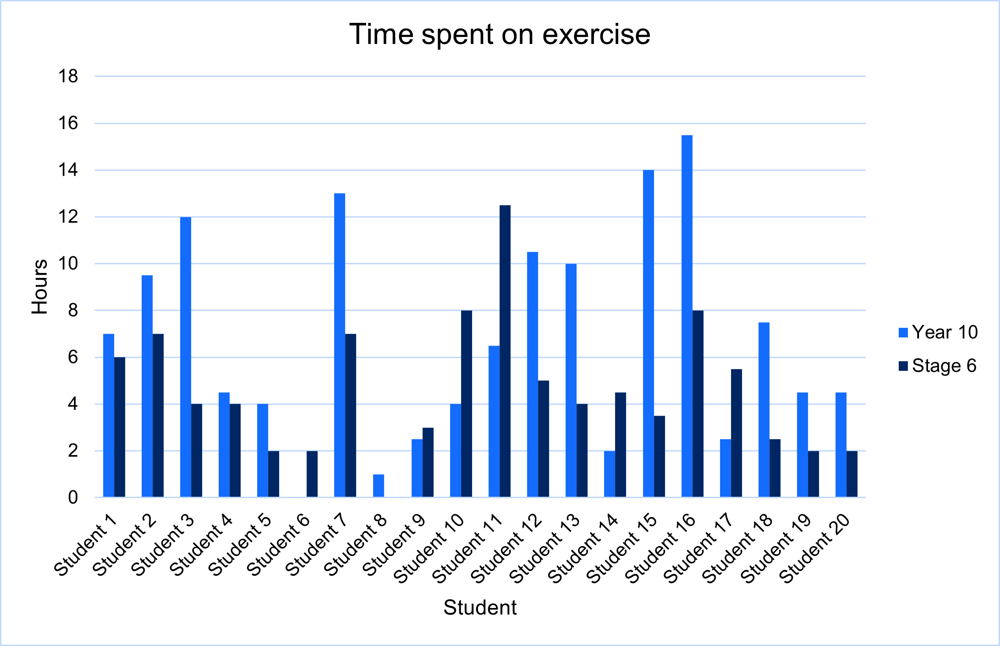 Time spent on exercise
18
16
14
12
10
8
6
4
2
0
Hours
Student 1
Student 2
Student 3
Student 4
Student 5
Student 6
Student 7
Student 8
Student 9
Student 10
Student 11
Student 12
Student 13
Student 14
Student 15
Student 16
Student 17
Student 18
Student 19
Student 20
Student
Year 10
Stage 6